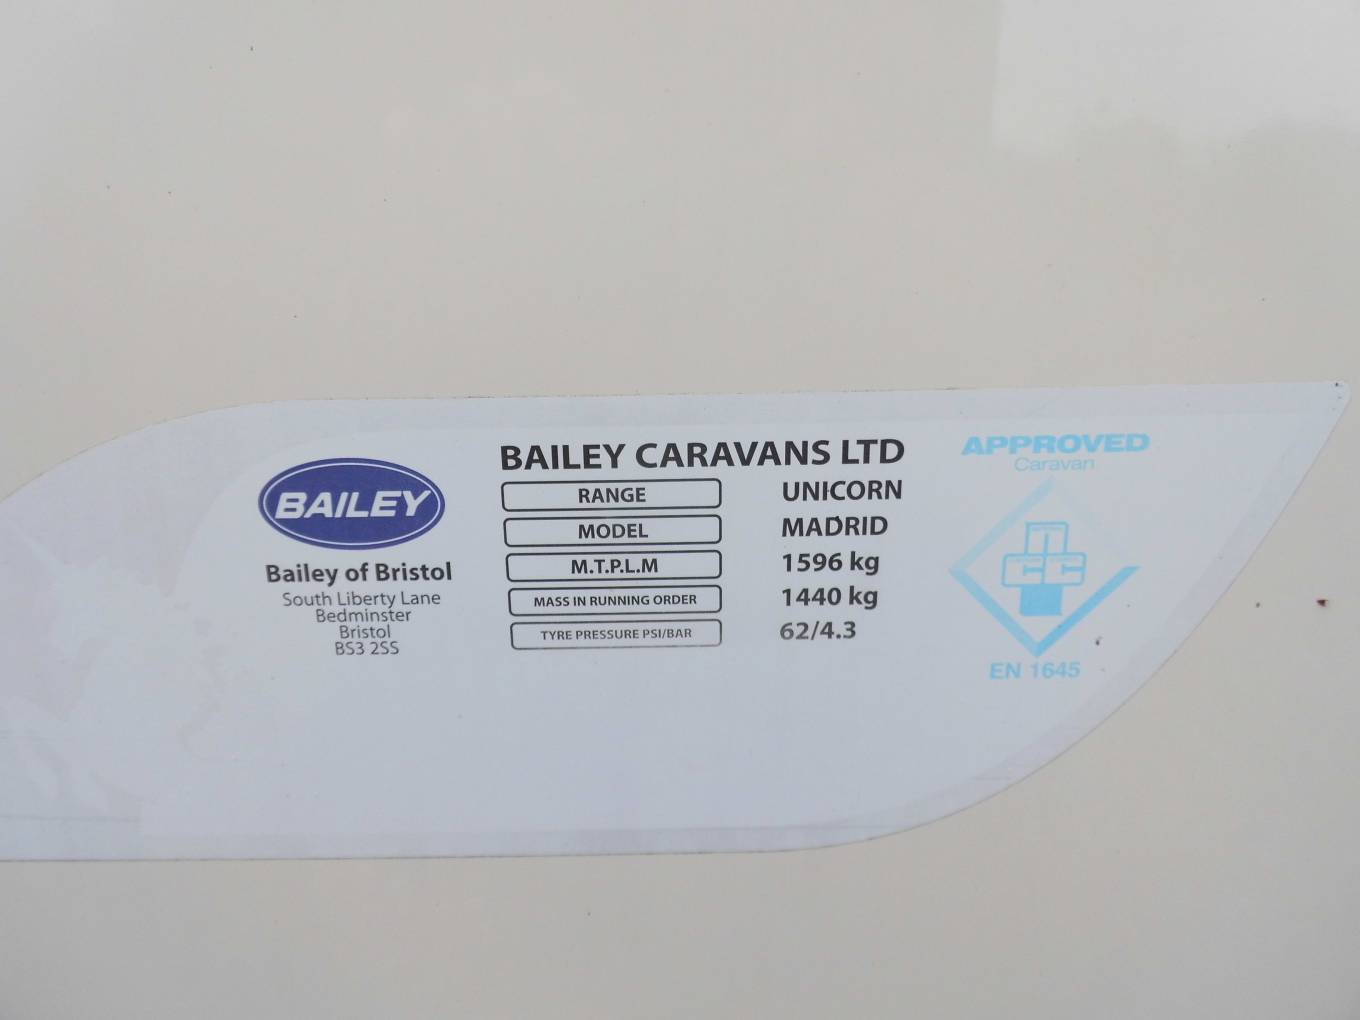 BAILEY
Bailey of Bristol
South Liberty Lane
Bedminster
Bristol
BS3 2SS
BAILEY CARAVANS LTD
RANGE UNICORN
MODEL MADRID
M.T.P.L.M 1596 kg
MASS IN RUNNING ORDER 1440 kg
TYRE PRESSURE PSI/BAR 62/4.3
APPROVED
Caravan
NCC
EN 1645